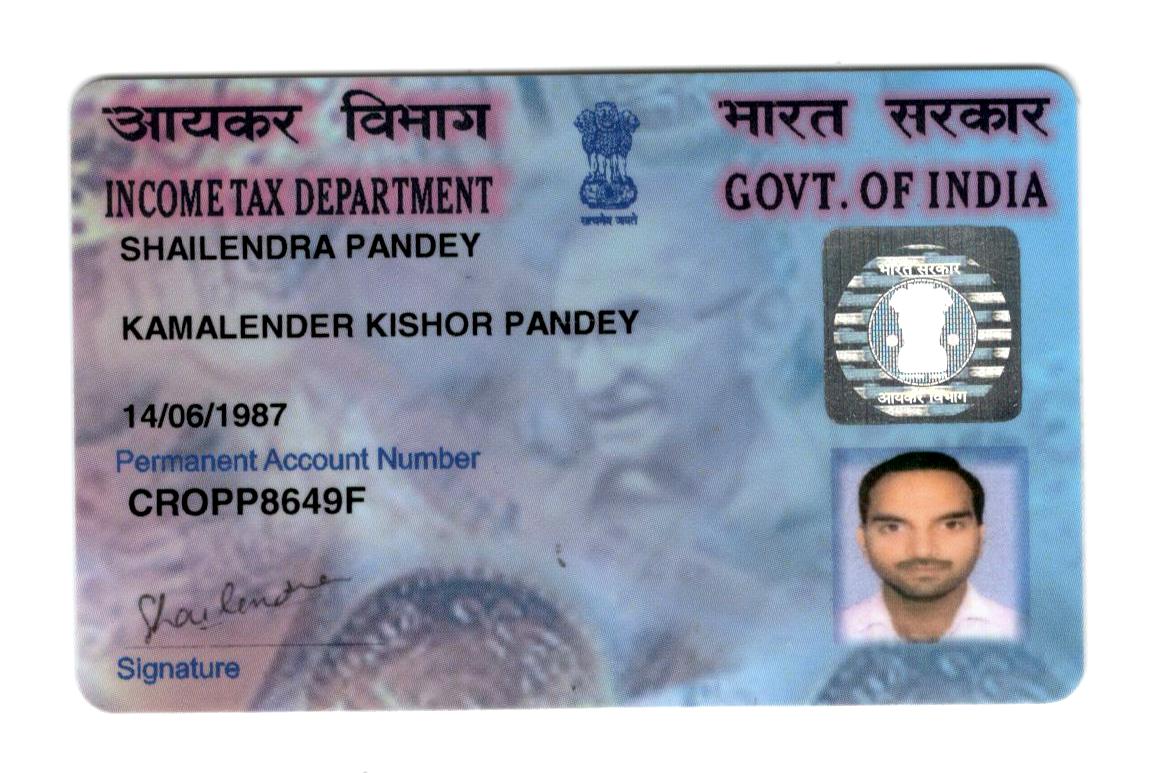 आयकर विभाग
भारत सरकार
INCOME TAX DEPARTMENT
GOVT. OF INDIA
सत्यमेव जयते
SHAILENDRA PANDEY
भारत सरकार
KAMALENDER KISHOR PANDEY
आयकर विभाग
14/06/1987
Permanent Account Number
CROPP8649F
Shailendra
Signature